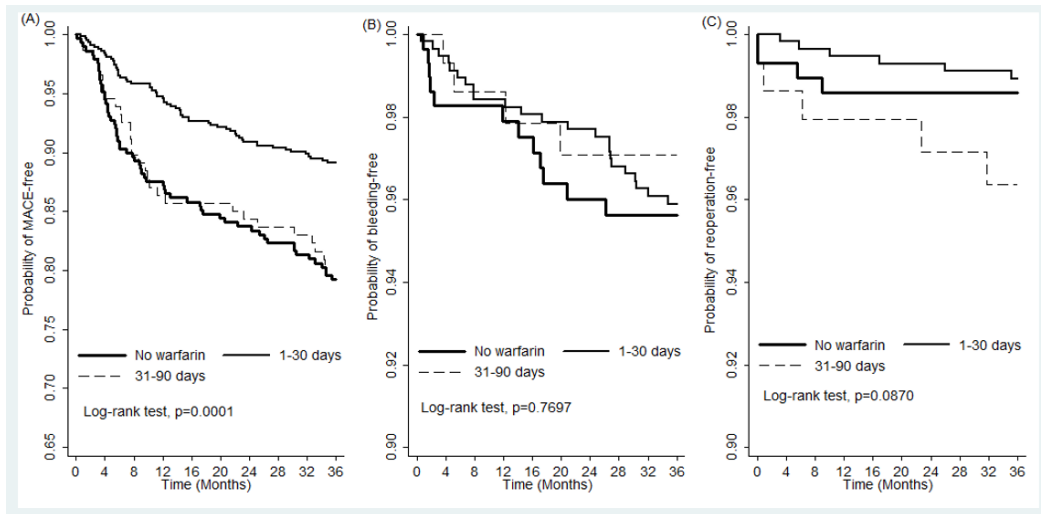 (A)
Probability of MACE-free
1.00
0.95
0.90
0.85
0.80
0.75
0.70
0.65
No warfarin
1-30 days
31-90 days
Log-rank test, p=0.0001
0 4 8 12 16 20 24 28 32 36
Time (Months)
(B)
Probability of bleeding-free
1.00
0.98
0.96
0.94
0.92
0.90
No warfarin
1-30 days
31-90 days
Log-rank test, p=0.7697
0 4 8 12 16 20 24 28 32 36
Time (Months)
(C)
Probability of reoperation-free
1.00
0.98
0.96
0.94
0.92
0.90
No warfarin
1-30 days
31-90 days
Log-rank test, p=0.0870
0 4 8 12 16 20 24 28 32 36
Time (Months)